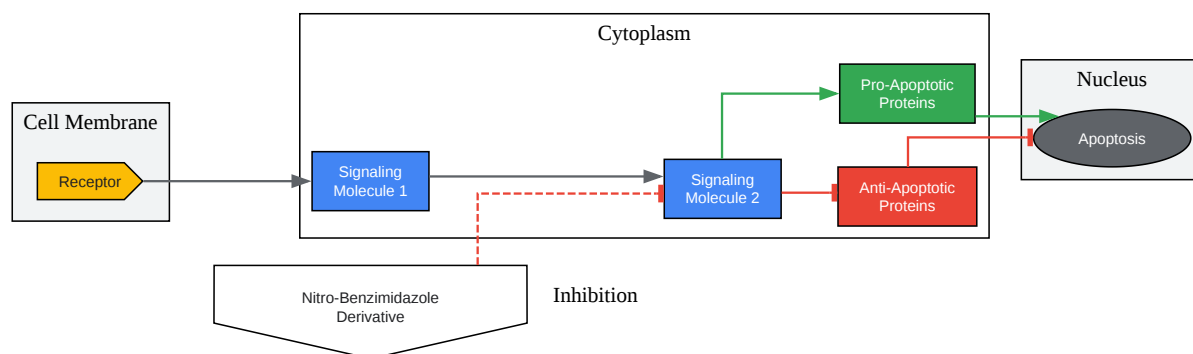 Cytoplasm
Cell Membrane
Receptor
Signaling
Molecule 1
Signaling
Molecule 2
Pro-Apoptotic
Proteins
Anti-Apoptotic
Proteins
Nucleus
Apoptosis
Nitro-Benzimidazole
Derivative
Inhibition